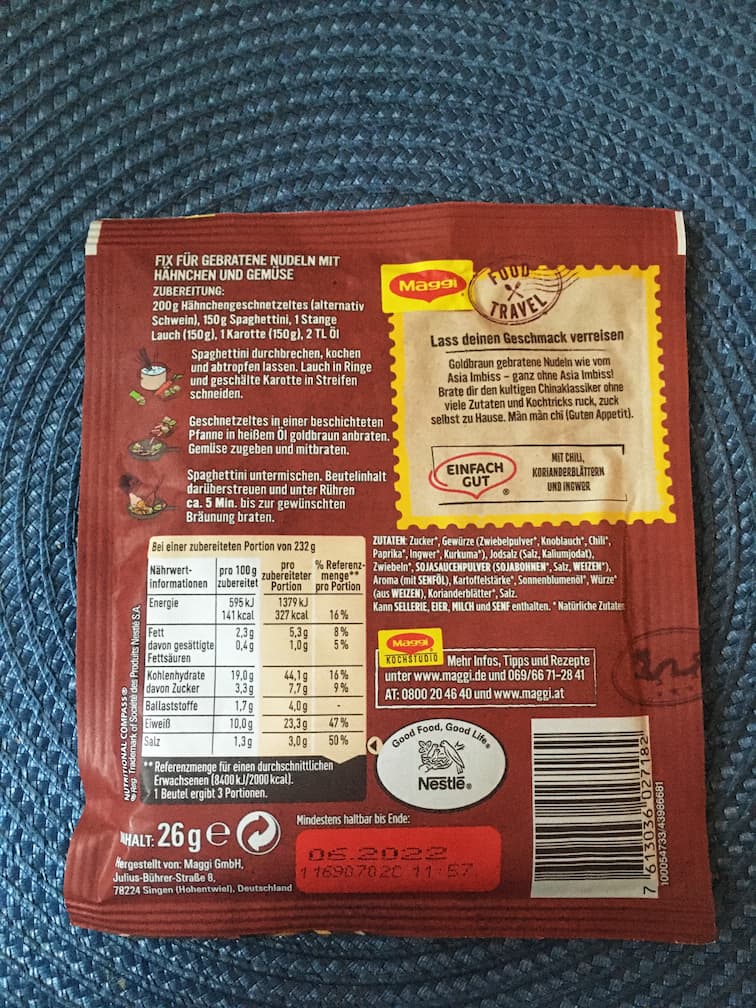 FIX FÜR GEBRATENE NUDELN MIT
HÄHNCHEN UND GEMÜSE
ZUBEREITUNG:
200g Hähnchengeschnetzeltes (alternativ
Schwein), 150g Spaghettini, 1 Stange
Lauch (150g), 1 Karotte (150g), 2 TL Öl
Spaghettini durchbrechen, kochen
und abtropfen lassen. Lauch in Ringe
und geschälte Karotte in Streifen
schneiden.
Geschnetzeltes in einer beschichteten
Pfanne in heißem Öl goldbraun anbraten.
Gemüse zugeben und mitbraten.
Spaghettini untermischen. Beutelinhalt
darüberstreuen und unter Rühren
ca. 5 Min. bis zur gewünschten
Bräunung braten.
Maggi
FOOD
TRAVEL
Lass deinen Geschmack verreisen
Goldbraun gebratene Nudeln wie vom
Asia Imbiss – ganz ohne Asia Imbiss!
Brate dir den kultigen Chinaklassiker ohne
viele Zutaten und Kochtricks ruck, zuck
selbst zu Hause. Màn màn chi (Guten Appetit).
EINFACH
GUT
®
MIT CHILI,
KORIANDERBLÄTTERN
UND INGWER
Bei einer zubereiteten Portion von 232 g
Nährwert-informationen pro 100 g zubereitet pro zubereiteter Portion % Referenz-menge** pro Portion
Energie 595 kJ 1379 kJ
141 kcal 327 kcal 16 %
Fett 2,3g 5,3g 8 %
davon gesättigte 0,4g 1,0g 5 %
Fettsäuren
Kohlenhydrate 19,0g 44,1g 16 %
davon Zucker 3,3g 7,7g 9 %
Ballaststoffe 1,7g 4,0g -
Eiweiß 10,0g 23,3g 47 %
Salz 1,3g 3,0g 50 %
** Referenzmenge für einen durchschnittlichen
Erwachsenen (8400 kJ/2000 kcal).
1 Beutel ergibt 3 Portionen.
NUTRITIONAL COMPASS®
® Reg. Trademark of Société des Produits Nestlé S.A.
ZUTATEN: Zucker*, Gewürze (Zwiebelpulver*, Knoblauch*, Chili*,
Paprika*, Ingwer*, Kurkuma*), Jodsalz (Salz, Kaliumjodat),
Zwiebeln*, SOJASAUCENPULVER (SOJABOHNEN*, Salz, WEIZEN*),
Aroma (mit SENFÖL), Kartoffelstärke*, Sonnenblumenöl*, Würze*
(aus WEIZEN), Korianderblätter*, Salz.
Kann SELLERIE, EIER, MILCH und SENF enthalten. * Natürliche Zutaten
Maggi
KOCHSTUDIO
Mehr Infos, Tipps und Rezepte
unter www.maggi.de und 069/66 71-28 41
AT: 0800 20 46 40 und www.maggi.at
Good Food, Good Life®
Nestlé®
INHALT: 26 g e
Hergestellt von: Maggi GmbH,
Julius-Bührer-Straße 8,
78224 Singen (Hohentwiel), Deutschland
Mindestens haltbar bis Ende:
06.2022
11690702C 11:57
7 613036 027182
100054733/43986681